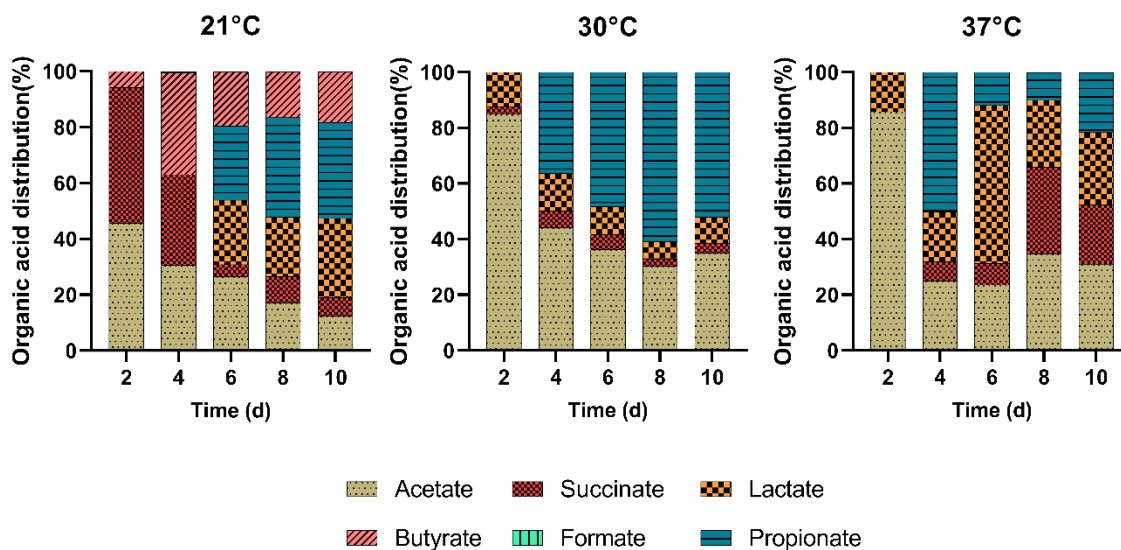 21°C 30°C 37°C
Organic acid distribution(%) Organic acid distribution(%) Organic acid distribution(%)
100 100 100
80 80 80
60 60 60
40 40 40
20 20 20
0 0 0
2 4 6 8 10 2 4 6 8 10 2 4 6 8 10
Time (d) Time (d) Time (d)
Acetate Succinate Lactate
Butyrate Formate Propionate